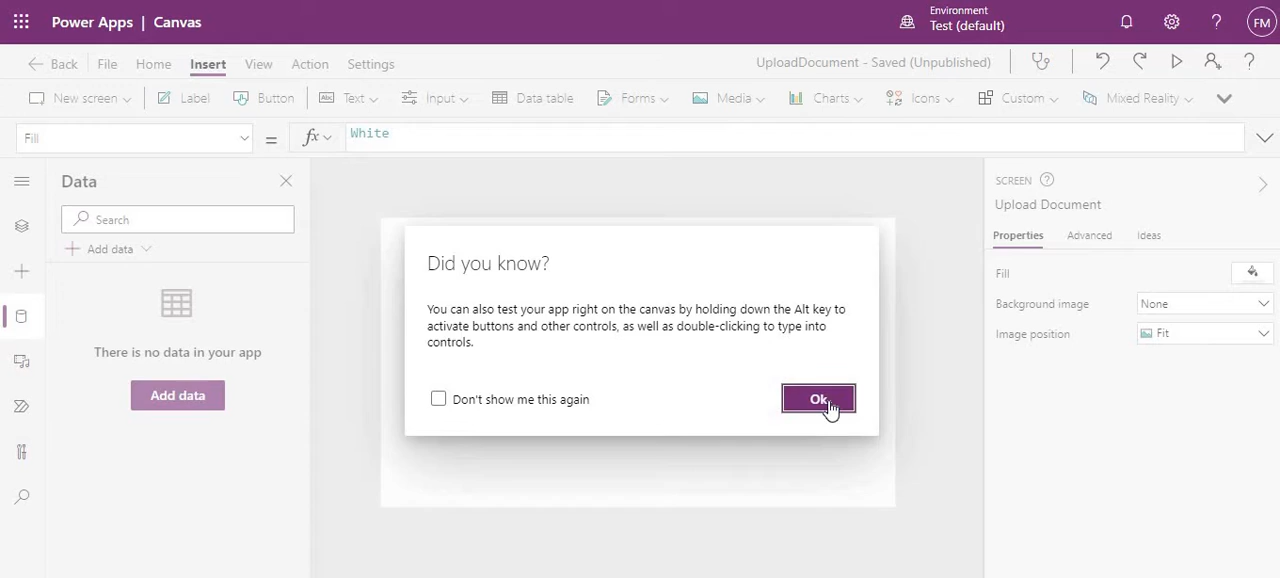 Power Apps | Canvas
Environment
Test (default)
FM
Back File Home Insert View Action Settings
UploadDocument - Saved (Unpublished)
New screen Label Button Text Input Data table Forms Media Charts Icons Custom Mixed Reality
Fill = fx White
Data
Search
Add data
There is no data in your app
Add data
Did you know?
You can also test your app right on the canvas by holding down the Alt key to
activate buttons and other controls, as well as double-clicking to type into
controls.
Don't show me this again
Ok
SCREEN
Upload Document
Properties Advanced Ideas
Fill
Background image None
Image position Fit